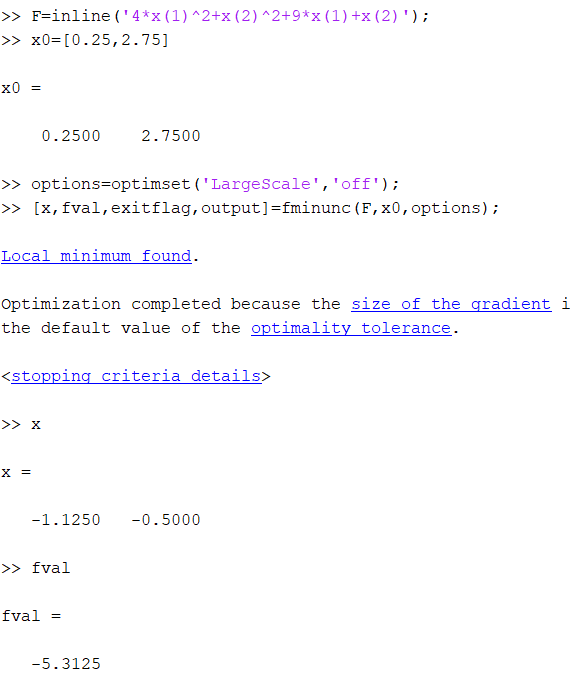 >> F=inline('4*x(1)^2+x(2)^2+9*x(1)+x(2)');
>> x0=[0.25,2.75]
x0 =
0.2500 2.7500
>> options=optimset('LargeScale','off');
>> [x,fval,exitflag,output]=fminunc(F,x0,options);
Local minimum found.
Optimization completed because the size of the gradient i
the default value of the optimality tolerance.
<stopping criteria details>
>> x
x =
-1.1250 -0.5000
>> fval
fval =
-5.3125